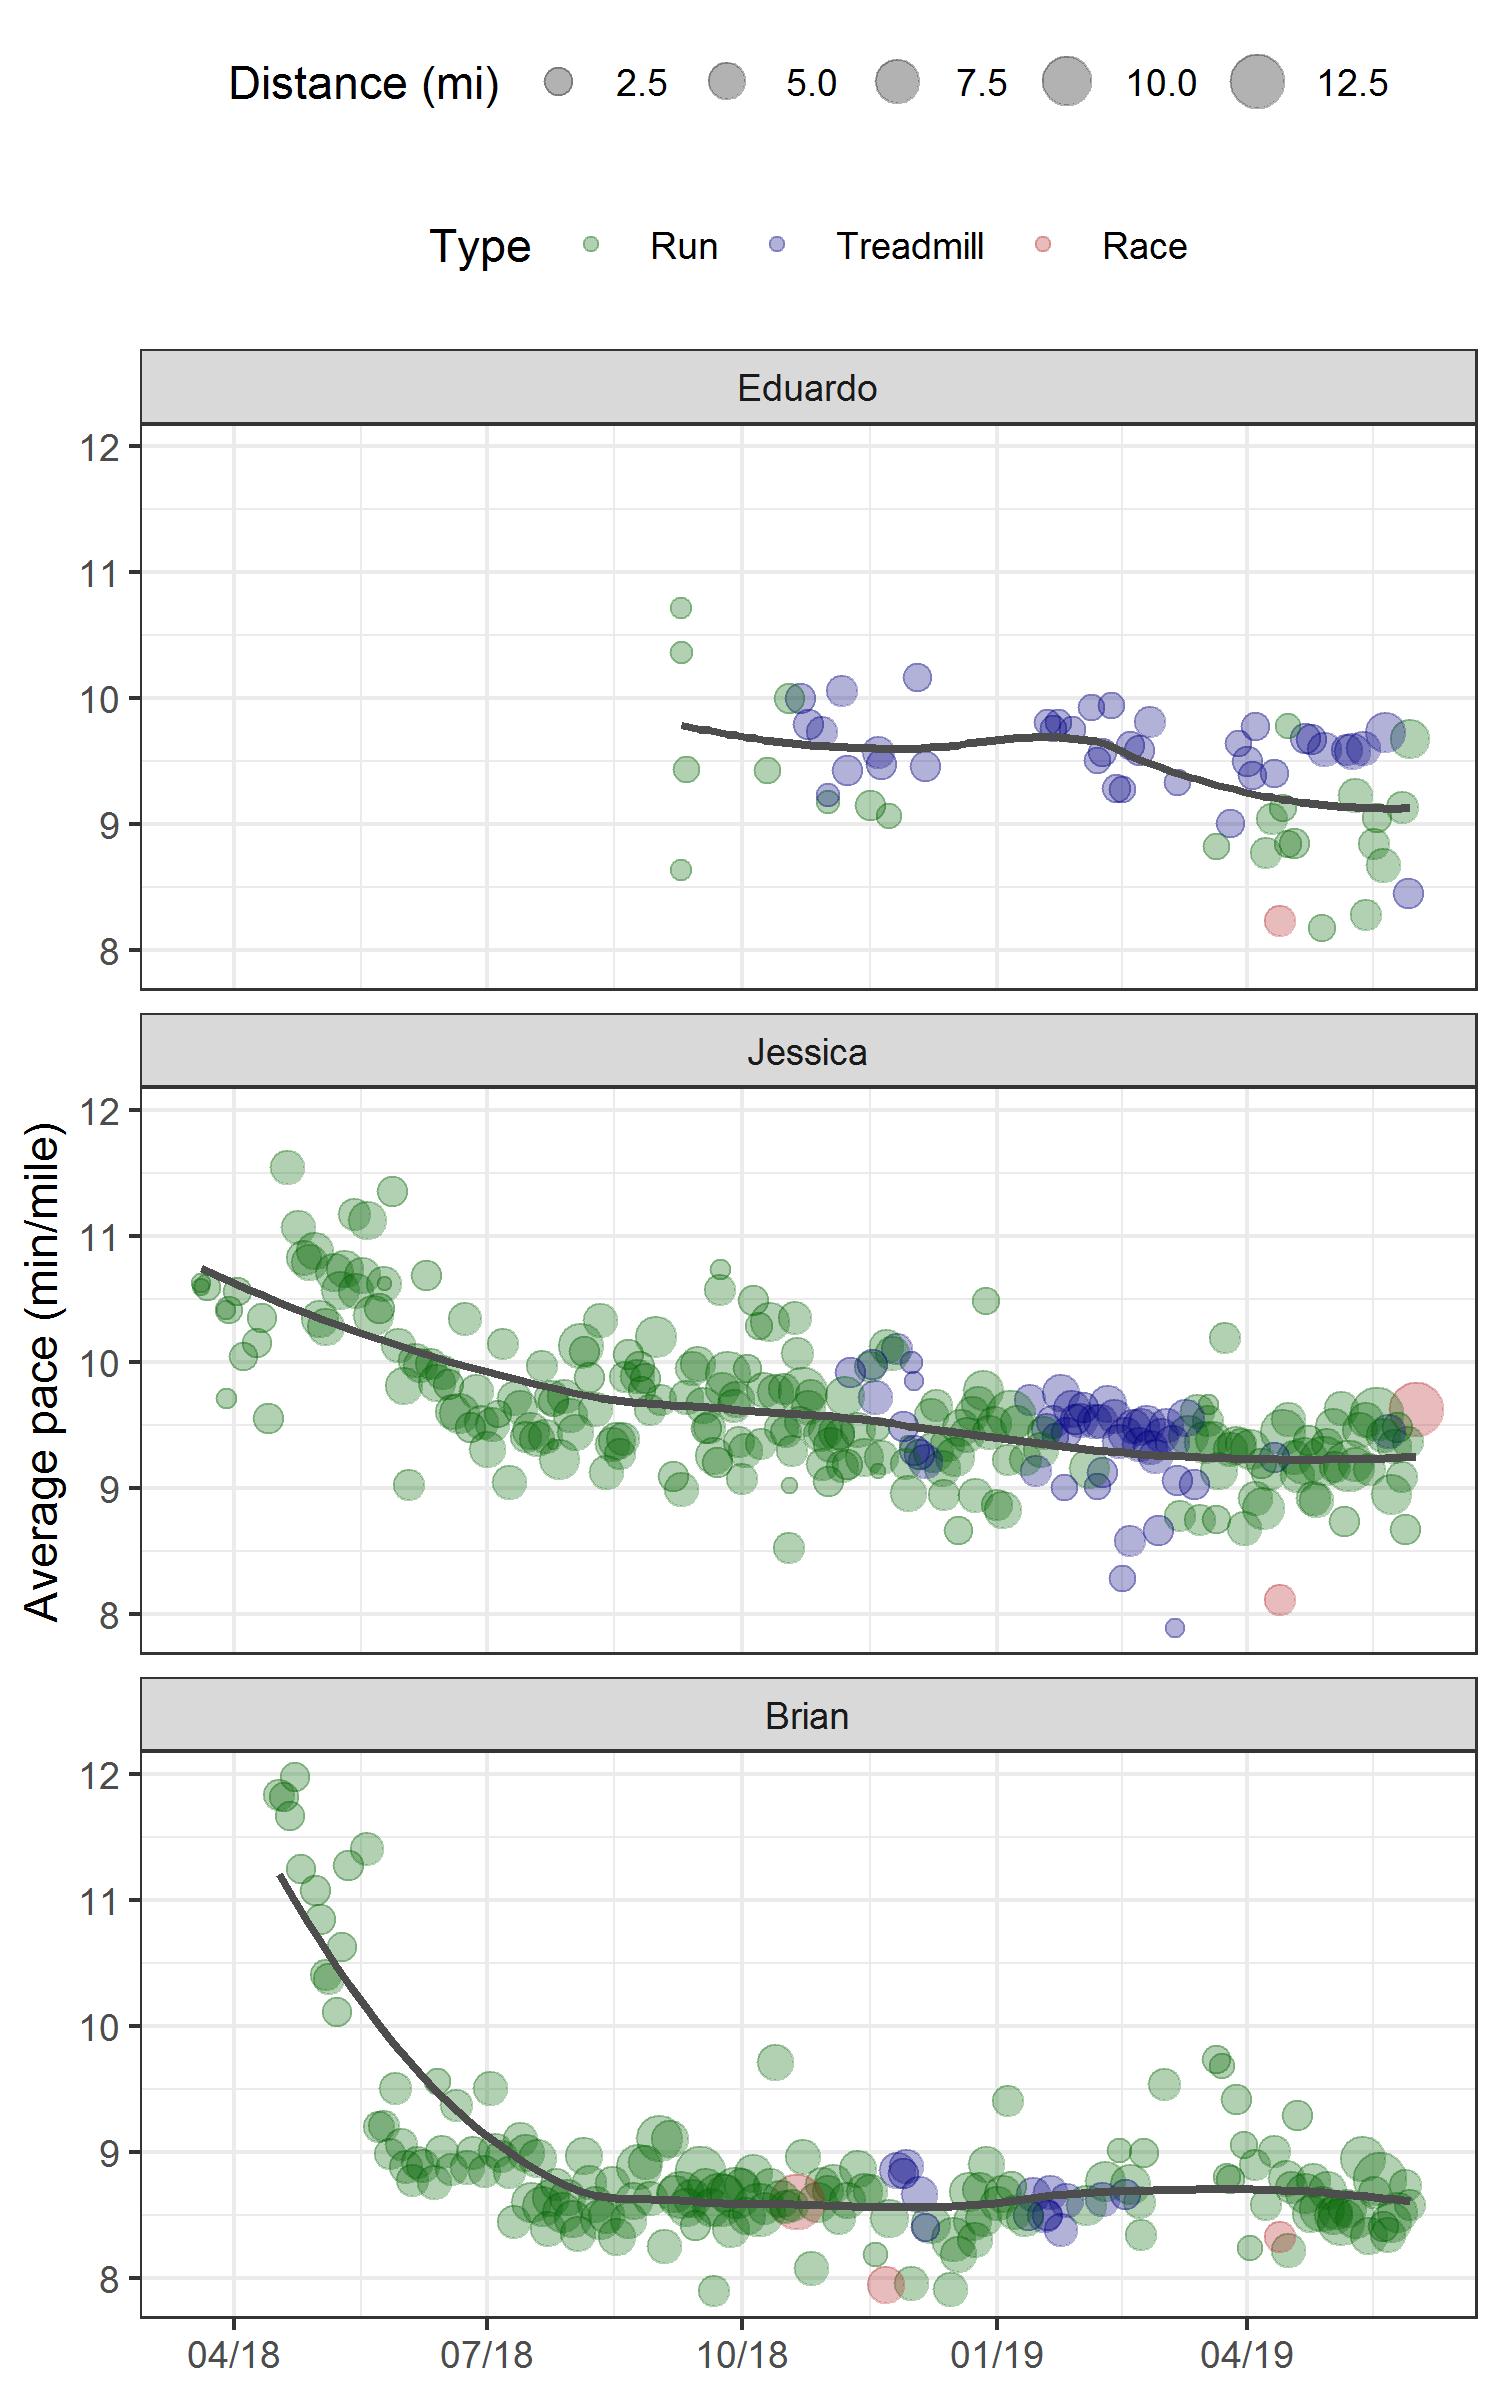 Distance (mi) 2.5 5.0 7.5 10.0 12.5
Type Run Treadmill Race
Eduardo
12
11
10
9
8
Jessica
12
11
10
9
8
Average pace (min/mile)
Brian
12
11
10
9
8
04/18 07/18 10/18 01/19 04/19